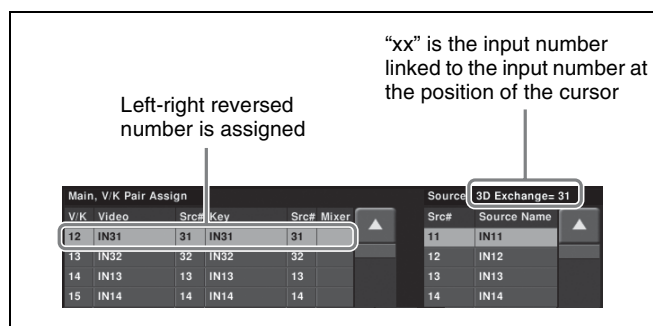 “xx” is the input number
linked to the input number at
the position of the cursor
Left-right reversed
number is assigned
Main, V/K Pair Assign
V/K Video Src# Key Src# Mixer
12 IN31 31 IN31 31
13 IN32 32 IN32 32
14 IN13 13 IN13 13
15 IN14 14 IN14 14
Source 3D Exchange= 31
Src# Source Name
11 IN11
12 IN12
13 IN13
14 IN14